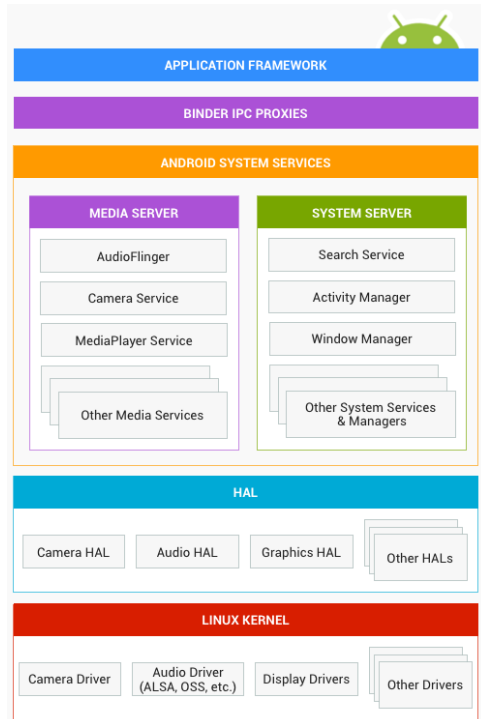 APPLICATION FRAMEWORK
BINDER IPC PROXIES
ANDROID SYSTEM SERVICES
MEDIA SERVER
AudioFlinger
Camera Service
MediaPlayer Service
Other Media Services
SYSTEM SERVER
Search Service
Activity Manager
Window Manager
Other System Services
& Managers
HAL
Camera HAL
Audio HAL
Graphics HAL
Other HALs
LINUX KERNEL
Camera Driver
Audio Driver
(ALSA, OSS, etc.)
Display Drivers
Other Drivers